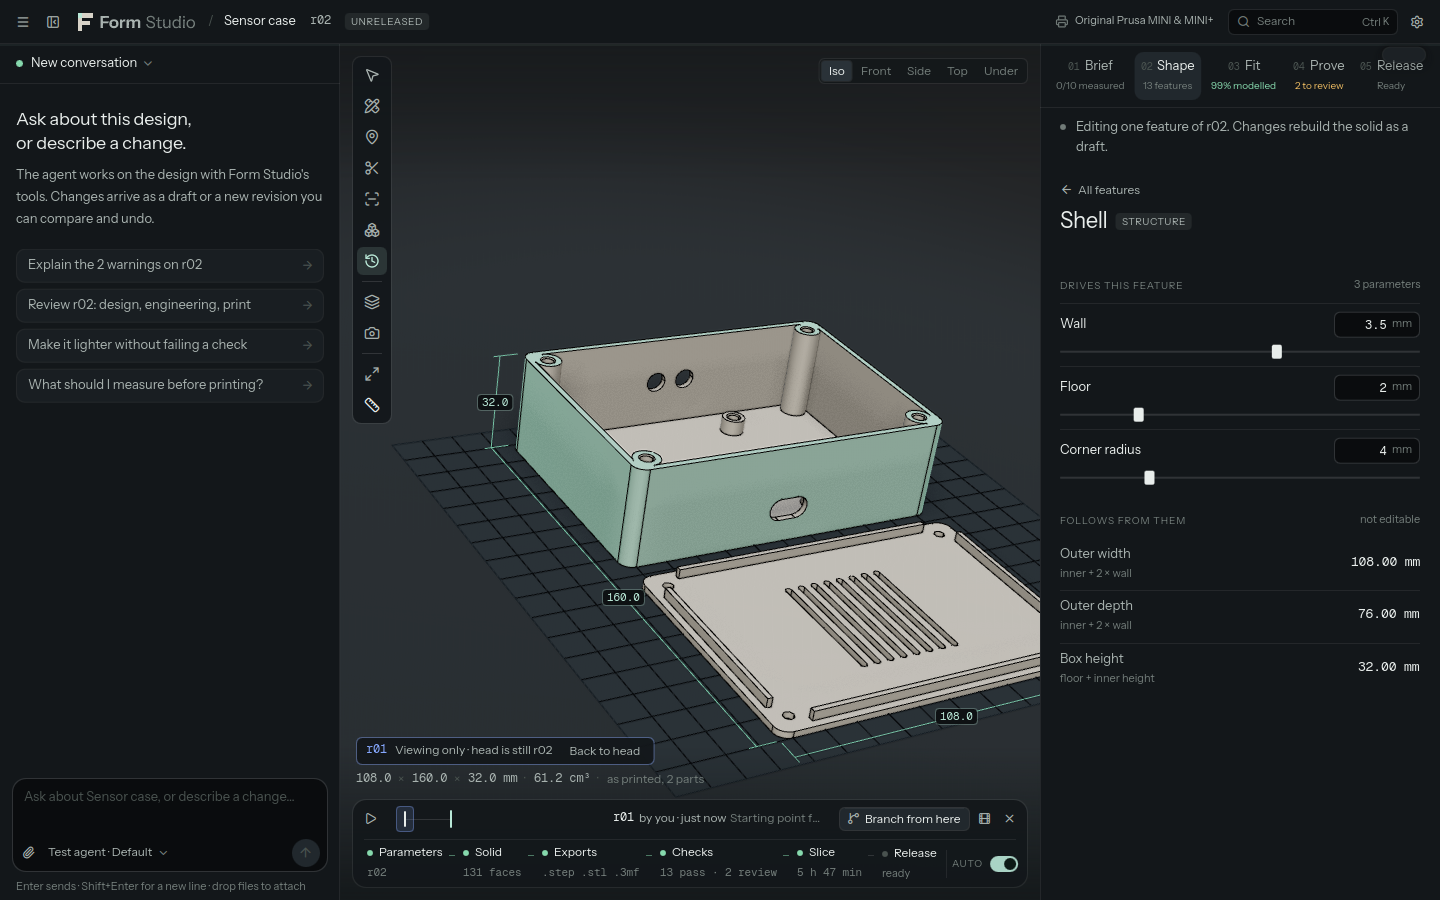 Form Studio / Sensor case r02 UNRELEASED
Original Prusa MINI & MINI+
Search Ctrl K
New conversation
Ask about this design,
or describe a change.
The agent works on the design with Form Studio's
tools. Changes arrive as a draft or a new revision you
can compare and undo.
Explain the 2 warnings on r02
Review r02: design, engineering, print
Make it lighter without failing a check
What should I measure before printing?
Ask about Sensor case, or describe a change...
Test agent · Default
Enter sends · Shift+Enter for a new line · drop files to attach
Iso Front Side Top Under
32.0
160.0
108.0
r01 Viewing only · head is still r02 Back to head
108.0 × 160.0 × 32.0 mm · 61.2 cm³ · as printed, 2 parts
r01 by you · just now Starting point f... Branch from here
Parameters Solid Exports Checks Slice Release
r02 131 faces .step .stl .3mf 13 pass · 2 review 5 h 47 min ready
AUTO
01 Brief 02 Shape 03 Fit 04 Prove 05 Release
0/10 measured 13 features 99% modelled 2 to review Ready
Editing one feature of r02. Changes rebuild the solid as a
draft.
All features
Shell STRUCTURE
DRIVES THIS FEATURE 3 parameters
Wall 3.5 mm
Floor 2 mm
Corner radius 4 mm
FOLLOWS FROM THEM not editable
Outer width 108.00 mm
inner + 2 × wall
Outer depth 76.00 mm
inner + 2 × wall
Box height 32.00 mm
floor + inner height